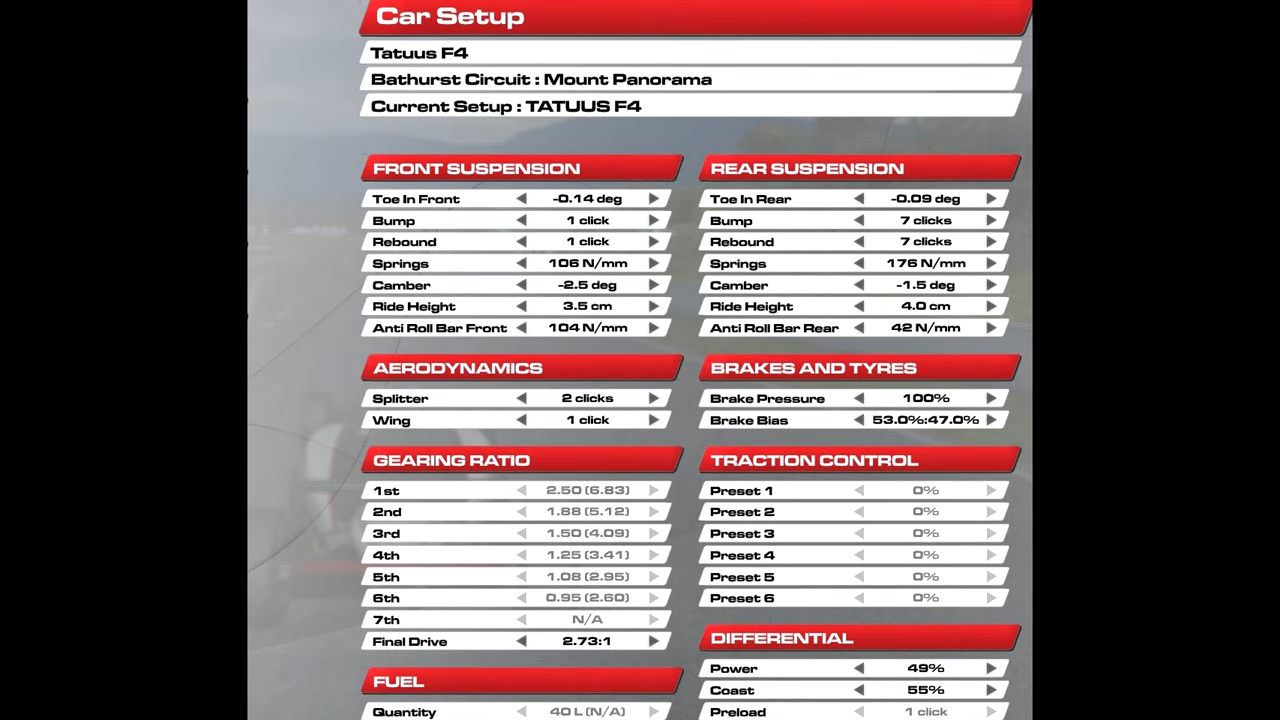 Car Setup
Tatuus F4
Bathurst Circuit : Mount Panorama
Current Setup : TATUUS F4
FRONT SUSPENSION
Toe In Front -0.14 deg
Bump 1 click
Rebound 1 click
Springs 106 N/mm
Camber -2.5 deg
Ride Height 3.5 cm
Anti Roll Bar Front 104 N/mm
REAR SUSPENSION
Toe In Rear -0.09 deg
Bump 7 clicks
Rebound 7 clicks
Springs 176 N/mm
Camber -1.5 deg
Ride Height 4.0 cm
Anti Roll Bar Rear 42 N/mm
AERODYNAMICS
Splitter 2 clicks
Wing 1 click
BRAKES AND TYRES
Brake Pressure 100%
Brake Bias 53.0%:47.0%
GEARING RATIO
1st 2.50 (6.83)
2nd 1.88 (5.12)
3rd 1.50 (4.09)
4th 1.25 (3.41)
5th 1.08 (2.95)
6th 0.95 (2.60)
7th N/A
Final Drive 2.73:1
TRACTION CONTROL
Preset 1 0%
Preset 2 0%
Preset 3 0%
Preset 4 0%
Preset 5 0%
Preset 6 0%
FUEL
Quantity 40 L (N/A)
DIFFERENTIAL
Power 49%
Coast 55%
Preload 1 click